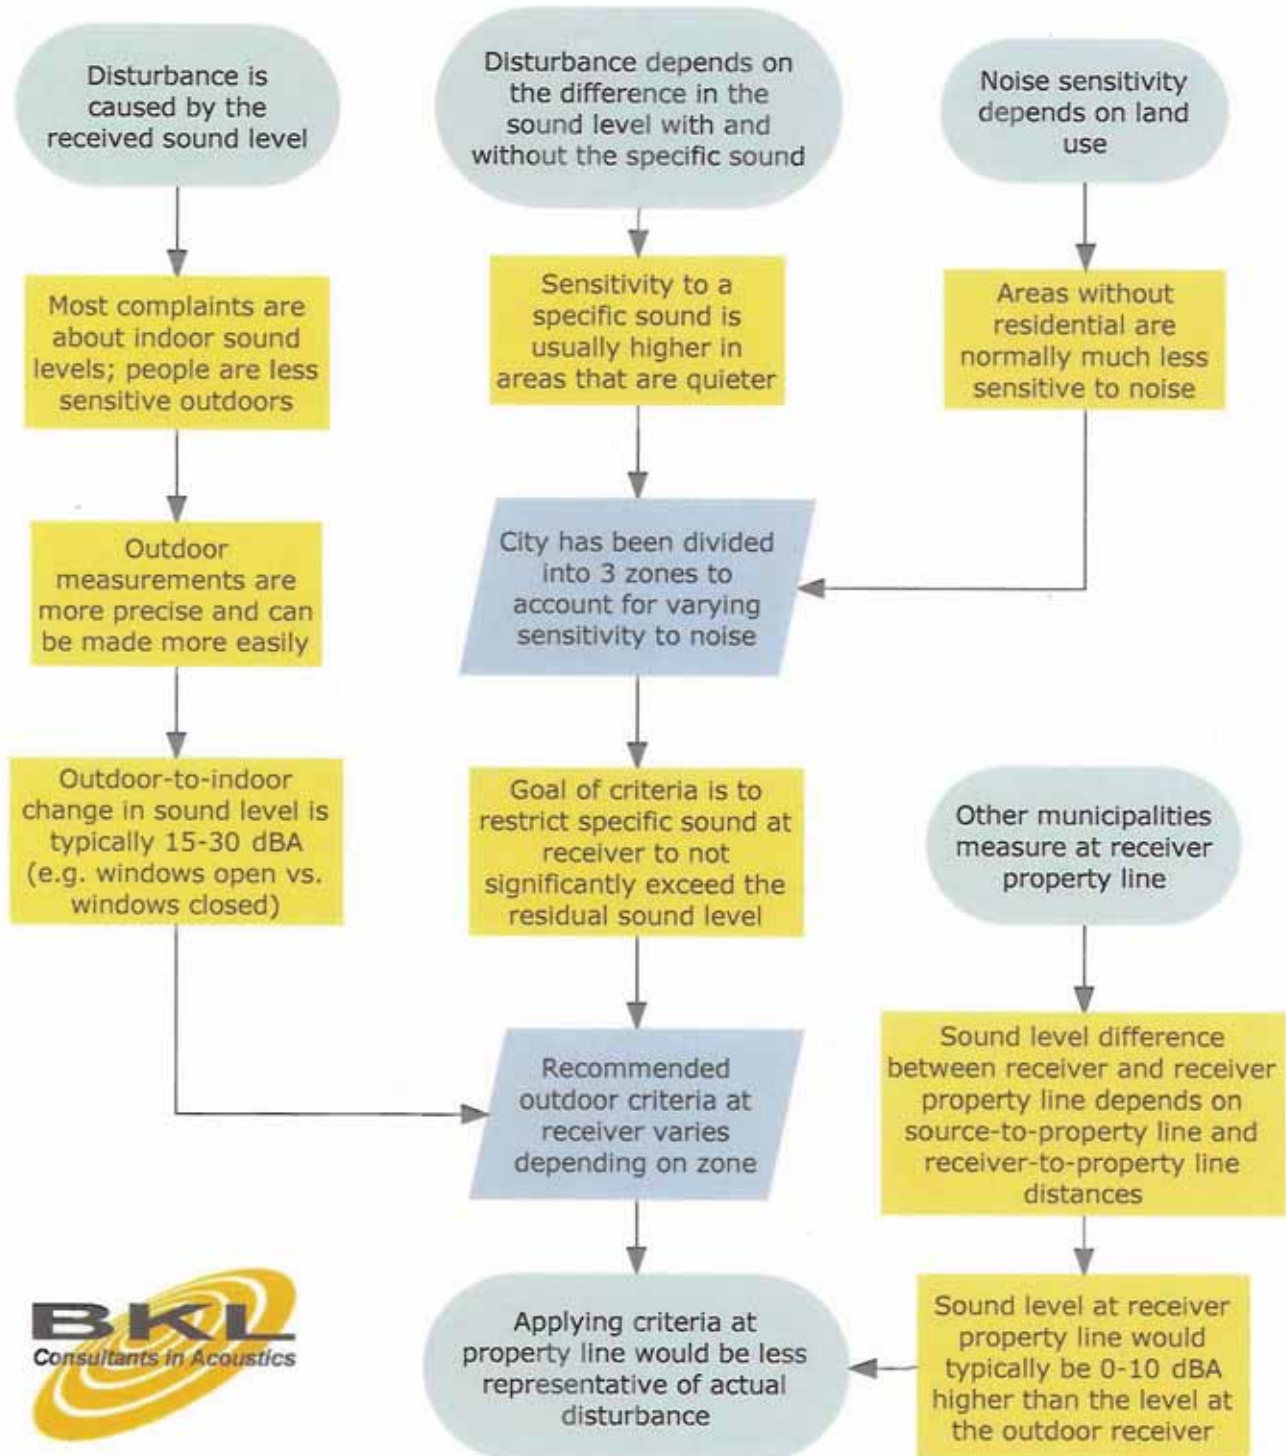 Disturbance is
caused by the
received sound level
Most complaints are
about indoor sound
levels; people are less
sensitive outdoors
Outdoor
measurements are
more precise and can
be made more easily
Outdoor-to-indoor
change in sound level is
typically 15-30 dBA
(e.g. windows open vs.
windows closed)
Disturbance depends on
the difference in the
sound level with and
without the specific sound
Sensitivity to a
specific sound is
usually higher in
areas that are quieter
Noise sensitivity
depends on land
use
Areas without
residential are
normally much less
sensitive to noise
City has been divided
into 3 zones to
account for varying
sensitivity to noise
Goal of criteria is to
restrict specific sound at
receiver to not
significantly exceed the
residual sound level
Recommended
outdoor criteria at
receiver varies
depending on zone
Other municipalities
measure at receiver
property line
Sound level difference
between receiver and receiver
property line depends on
source-to-property line and
receiver-to-property line
distances
Sound level at receiver
property line would
typically be 0-10 dBA
higher than the level at
the outdoor receiver
Applying criteria at
property line would be less
representative of actual
disturbance
BKL
Consultants in Acoustics